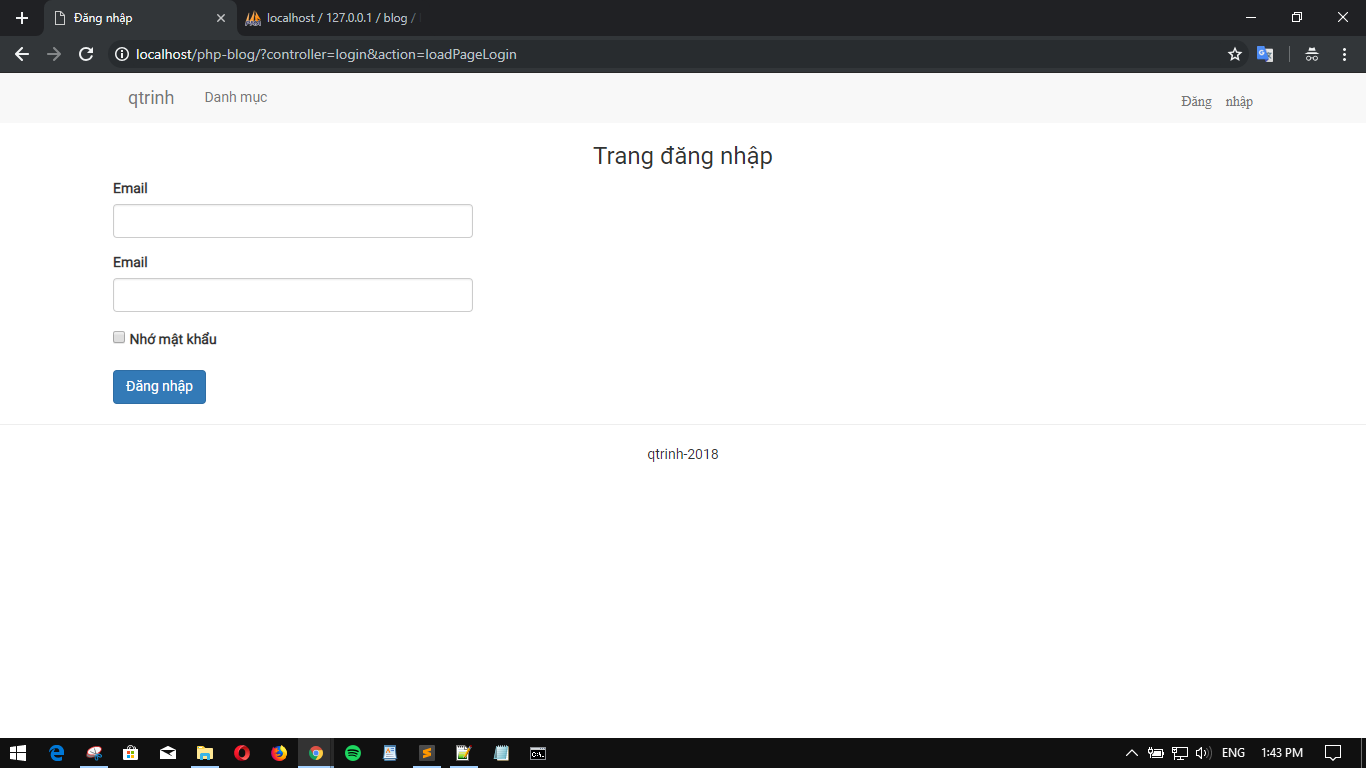 Đăng nhập
localhost / 127.0.0.1 / blog /
localhost/php-blog/?controller=login&action=loadPageLogin
qtrinh Danh mục Đăng nhập
Trang đăng nhập
Email
Email
Nhớ mật khẩu
Đăng nhập
qtrinh-2018
ENG 1:43 PM